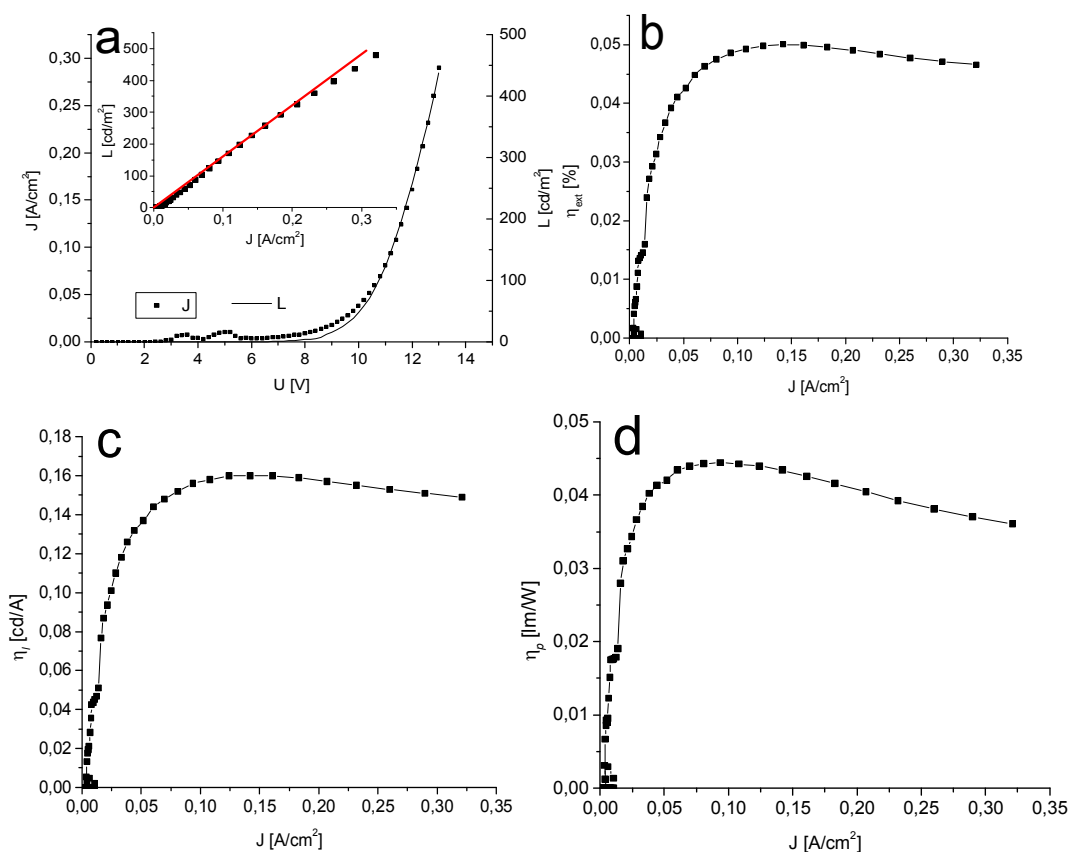 a
0,30
0,25
0,20
0,15
0,10
0,05
0,00
J [A/cm²]
0 2 4 6 8 10 12 14
U [V]
500
400
300
200
100
0
L [cd/m²]
500
400
300
200
100
0
L [cd/m²]
0,0 0,1 0,2 0,3
J [A/cm²]
J L
b
0,05
0,04
0,03
0,02
0,01
0,00
ηext [%]
0,00 0,05 0,10 0,15 0,20 0,25 0,30 0,35
J [A/cm²]
c
0,18
0,16
0,14
0,12
0,10
0,08
0,06
0,04
0,02
0,00
ηl [cd/A]
0,00 0,05 0,10 0,15 0,20 0,25 0,30 0,35
J [A/cm²]
d
0,05
0,04
0,03
0,02
0,01
0,00
ηp [lm/W]
0,00 0,05 0,10 0,15 0,20 0,25 0,30 0,35
J [A/cm²]